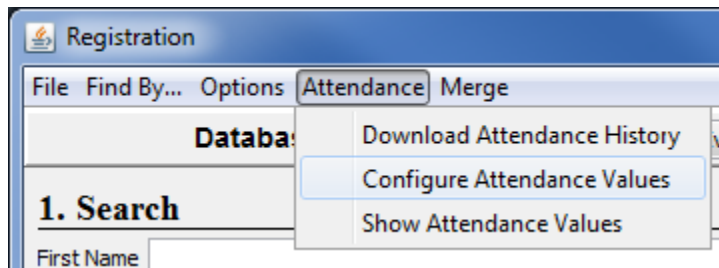 Registration
File Find By... Options Attendance Merge
Download Attendance History
Configure Attendance Values
Show Attendance Values
1. Search
First Name